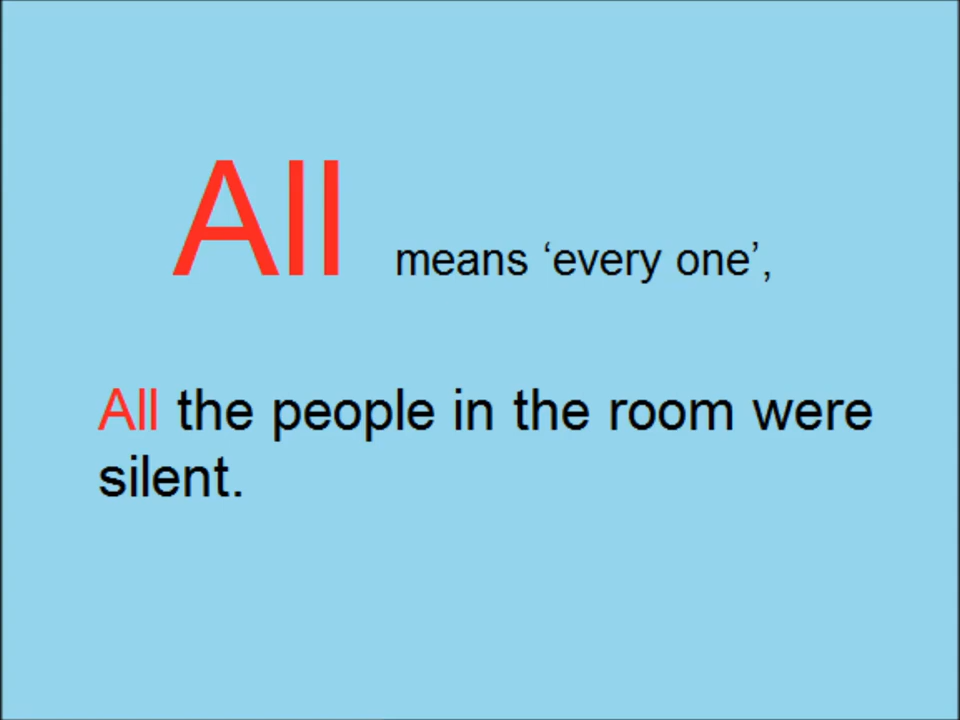 All means ‘every one’,
All the people in the room were
silent.